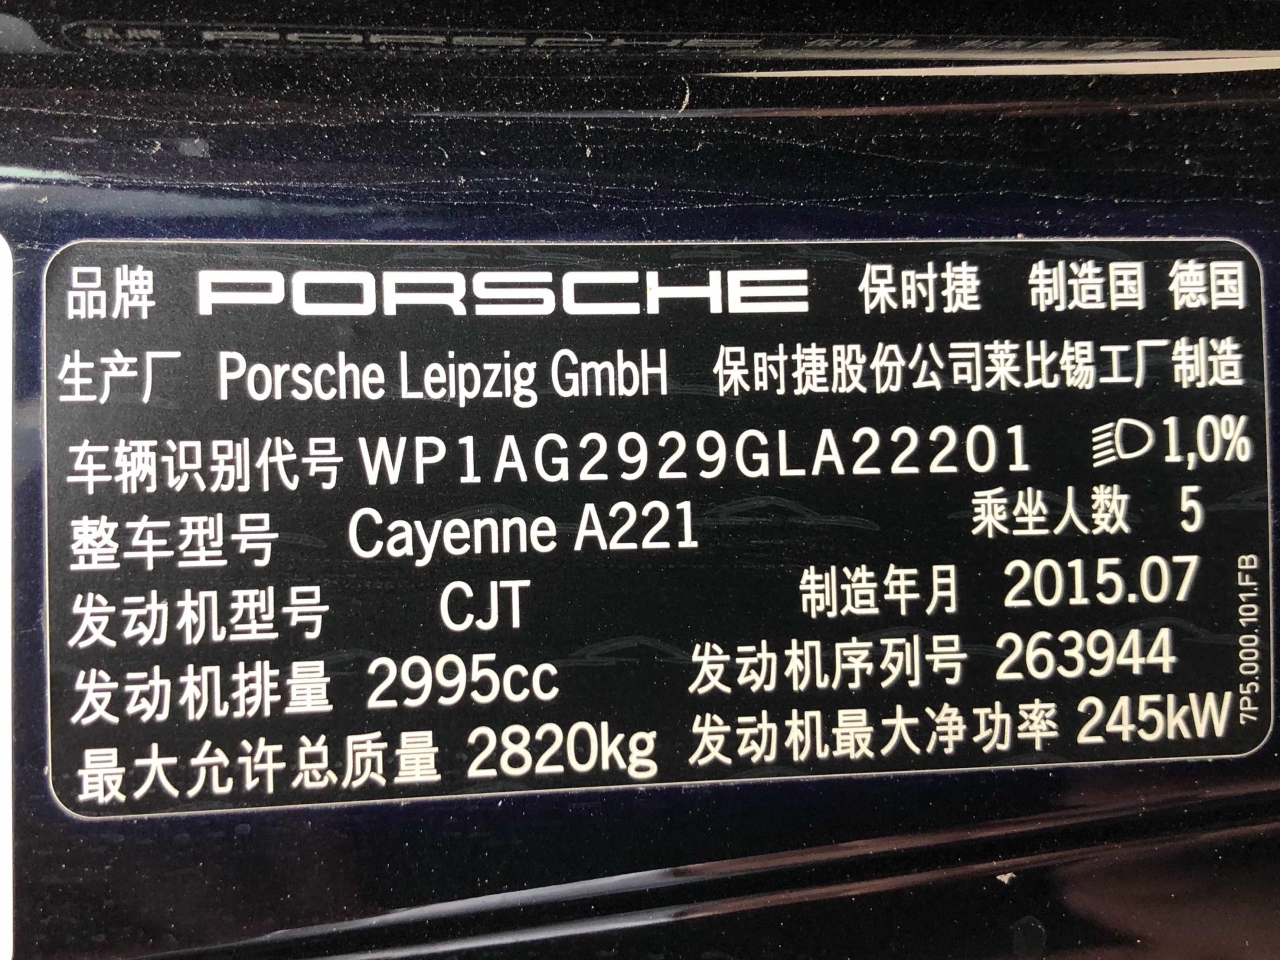 品牌 PORSCHE 保时捷 制造国 德国
生产厂 Porsche Leipzig GmbH 保时捷股份公司莱比锡工厂制造
车辆识别代号 WP1AG2929GLA22201 1,0%
整车型号 Cayenne A221 乘坐人数 5
发动机型号 CJT 制造年月 2015.07
发动机排量 2995cc 发动机序列号 263944
最大允许总质量 2820kg 发动机最大净功率 245kW
7P5.000.101.FB